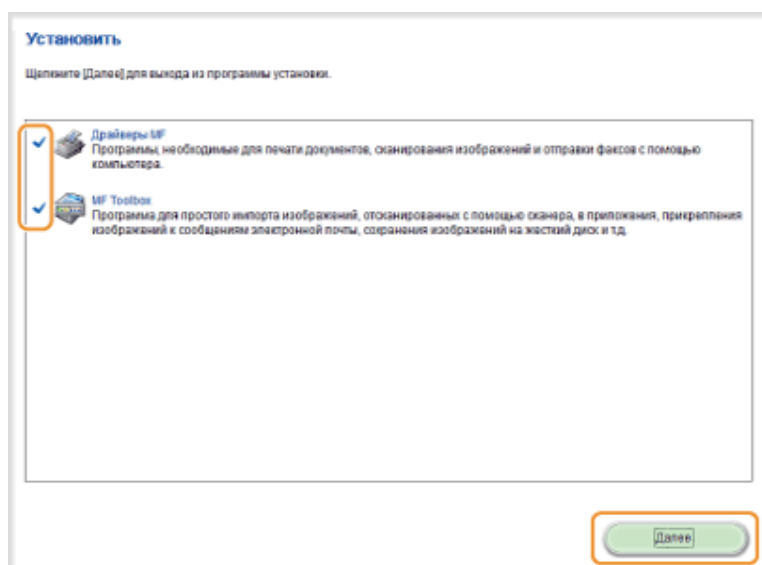 Установить
Щелкните [Далее] для выхода из программы установки.
Драйверы MF
Программы, необходимые для печати документов, сканирования изображений и отправки факсов с помощью
компьютера.
MF Toolbox
Программа для простого импорта изображений, отсканированных с помощью сканера, в приложения, прикрепления
изображений к сообщениям электронной почты, сохранения изображений на жесткий диск и т.д.
Далее